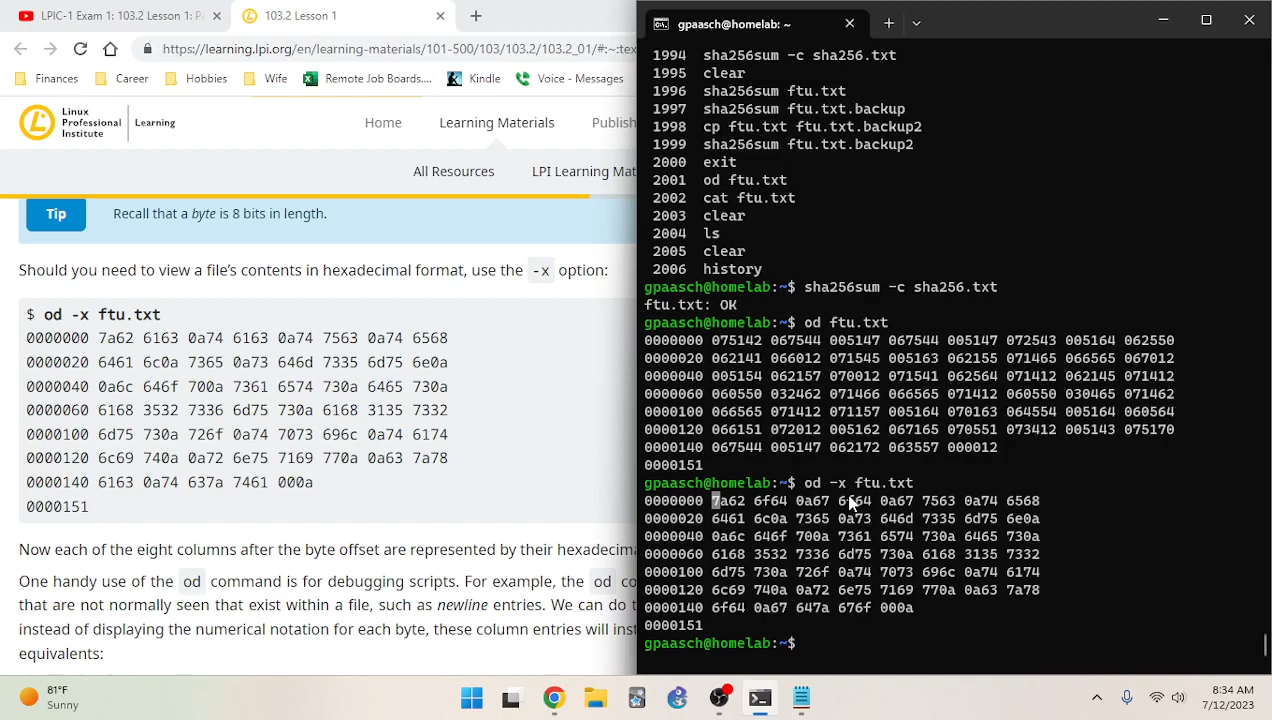 LPIC-1 Exam 1: 103.2 Lesson 1: Pa
103.2 Lesson 1
https://learning.lpi.org/en/learning-materials/101-500/103/103.2/103.2_01/#:~:tex
Finances Career Hobbies Wife Remote Job Boards.... Kindle Voice - Messages
Linux
Professional
Institute
Learning
Home Learning Materials Publish
All Resources LPI Learning Mat
Tip Recall that a byte is 8 bits in length.
Should you need to view a file’s contents in hexadecimal format, use the -x option:
$ od -x ftu.txt
0000000 7a62 6163 0a74 6163 0a74 7563 0a74 6568
0000020 6461 6c0a 7365 0a73 646d 7335 6d75 6e0a
0000040 0a6c 646f 700a 7361 6574 730a 6465 730a
0000060 6168 3532 7336 6d75 730a 6168 3135 7332
0000100 6d75 730a 726f 0a74 7073 696c 0a74 6174
0000120 6c69 740a 0a72 6e75 7169 770a 0a63 7a78
0000140 6163 0a74 637a 7461 000a
0000151
Now each of the eight columns after the byte offset are represented by their hexadecima
One handy use of the od command is for debugging scripts. For example, the od co
that are not normally seen that exist within a file, such as newline entries. We can do t
instead of displaying the numerical notation for each byte, these column entries will inst
equivalents:
gpaasch@homelab: ~
1994 sha256sum -c sha256.txt
1995 clear
1996 sha256sum ftu.txt
1997 sha256sum ftu.txt.backup
1998 cp ftu.txt ftu.txt.backup2
1999 sha256sum ftu.txt.backup2
2000 exit
2001 od ftu.txt
2002 cat ftu.txt
2003 clear
2004 ls
2005 clear
2006 history
gpaasch@homelab:~$ sha256sum -c sha256.txt
ftu.txt: OK
gpaasch@homelab:~$ od ftu.txt
0000000 075142 067544 005147 067544 005147 072543 005164 062550
0000020 062141 066012 071545 005163 062155 071465 066565 067012
0000040 005154 062157 070012 071541 062564 071412 062145 071412
0000060 060550 032462 071466 066565 071412 060550 030465 071462
0000100 066565 071412 071157 005164 070163 064554 005164 060564
0000120 066151 072012 005162 067165 070551 073412 005143 075170
0000140 067544 005147 062172 063557 000012
0000151
gpaasch@homelab:~$ od -x ftu.txt
0000000 7a62 6f64 0a67 6f64 0a67 7563 0a74 6568
0000020 6461 6c0a 7365 0a73 646d 7335 6d75 6e0a
0000040 0a6c 646f 700a 7361 6574 730a 6465 730a
0000060 6168 3532 7336 6d75 730a 6168 3135 7332
0000100 6d75 730a 726f 0a74 7073 696c 0a74 6174
0000120 6c69 740a 0a72 6e75 7169 770a 0a63 7a78
0000140 6f64 0a67 647a 676f 000a
0000151
gpaasch@homelab:~$
81°F
Sunny
8:34 AM
7/12/2023